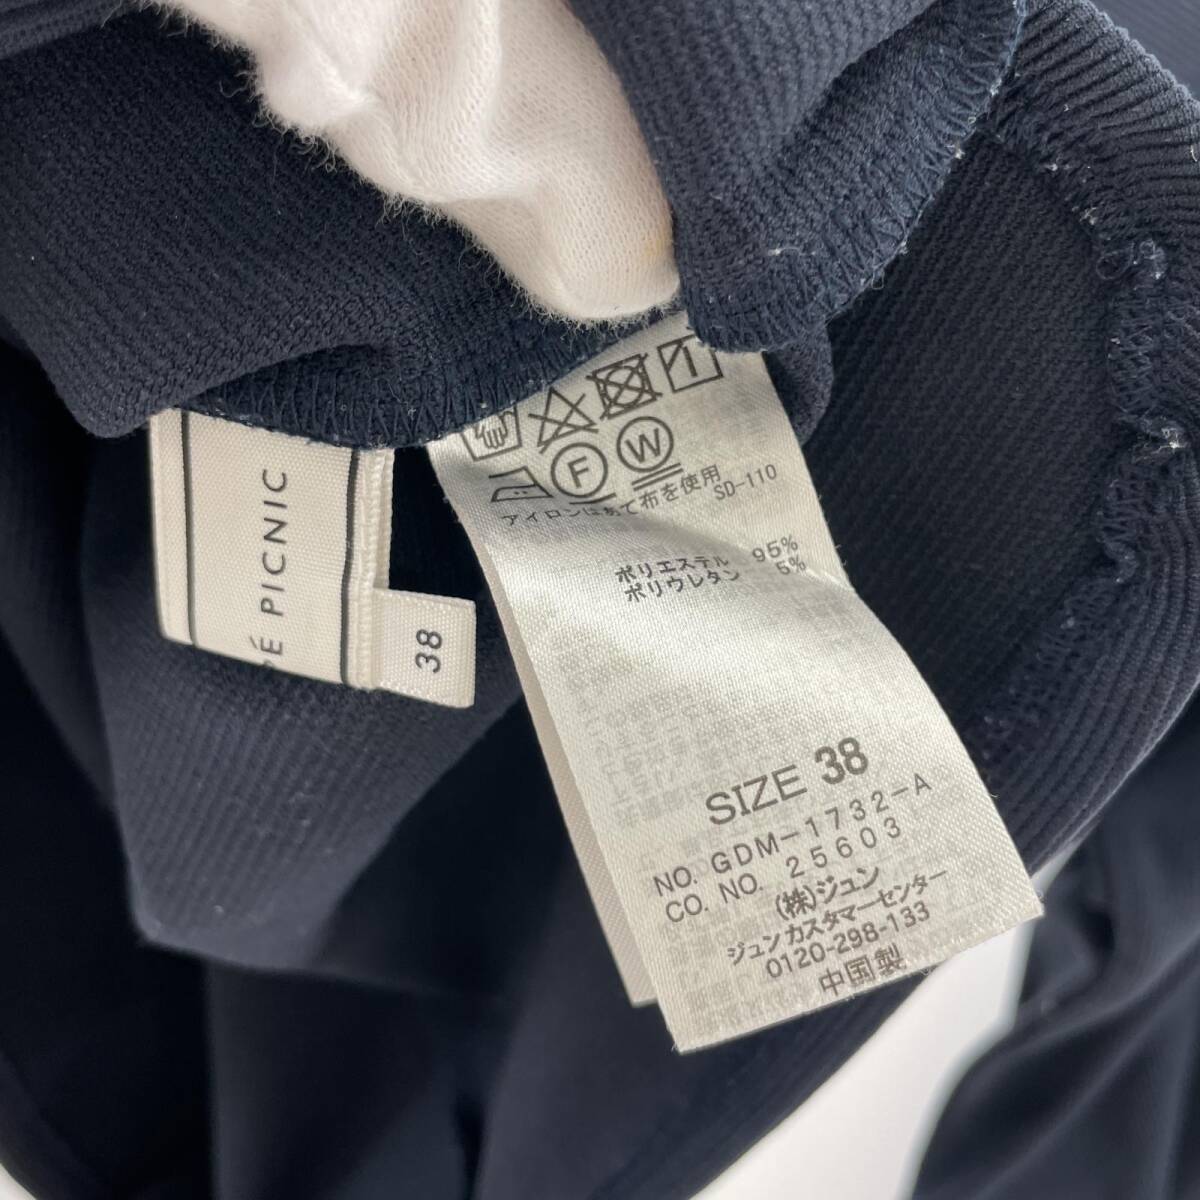 PÉ PICNIC
38
F W
アイロンはあて布を使用
SD-110
ポリエステル 95%
ポリウレタン 5%
SIZE 38
NO. GDM-1732-A
CO. NO. 25603
(株)ジュン
ジュンカスタマーセンター
0120-298-133
中国製